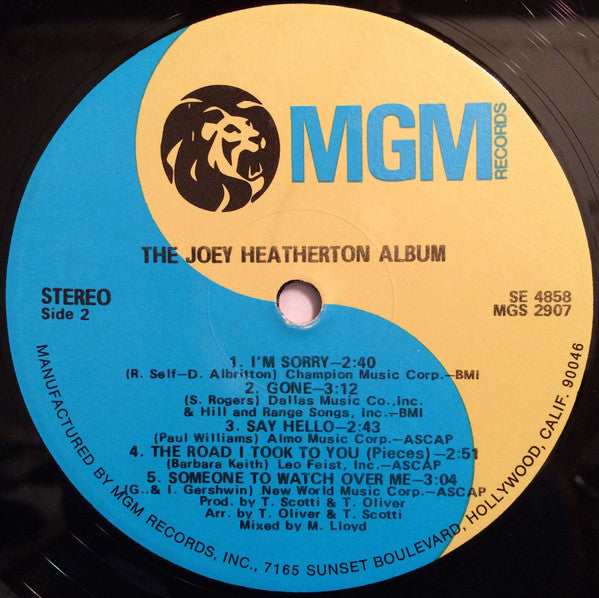 MGM
RECORDS
THE JOEY HEATHERTON ALBUM
STEREO
Side 2
SE 4858
MGS 2907
1. I'M SORRY—2:40
(R. Self—D. Albritton) Champion Music Corp.—BMI
2. GONE—3:12
(S. Rogers) Dallas Music Co., Inc.
& Hill and Range Songs, Inc.—BMI
3. SAY HELLO—2:43
(Paul Williams) Almo Music Corp.—ASCAP
4. THE ROAD I TOOK TO YOU (Pieces)—2:51
(Barbara Keith) Leo Feist, Inc.—ASCAP
5. SOMEONE TO WATCH OVER ME—3:04
(G. & I. Gershwin) New World Music Corp.—ASCAP
Prod. by T. Scotti & T. Oliver
Arr. by T. Oliver & T. Scotti
Mixed by M. Lloyd
MANUFACTURED BY MGM RECORDS, INC., 7165 SUNSET BOULEVARD, HOLLYWOOD, CALIF. 90046